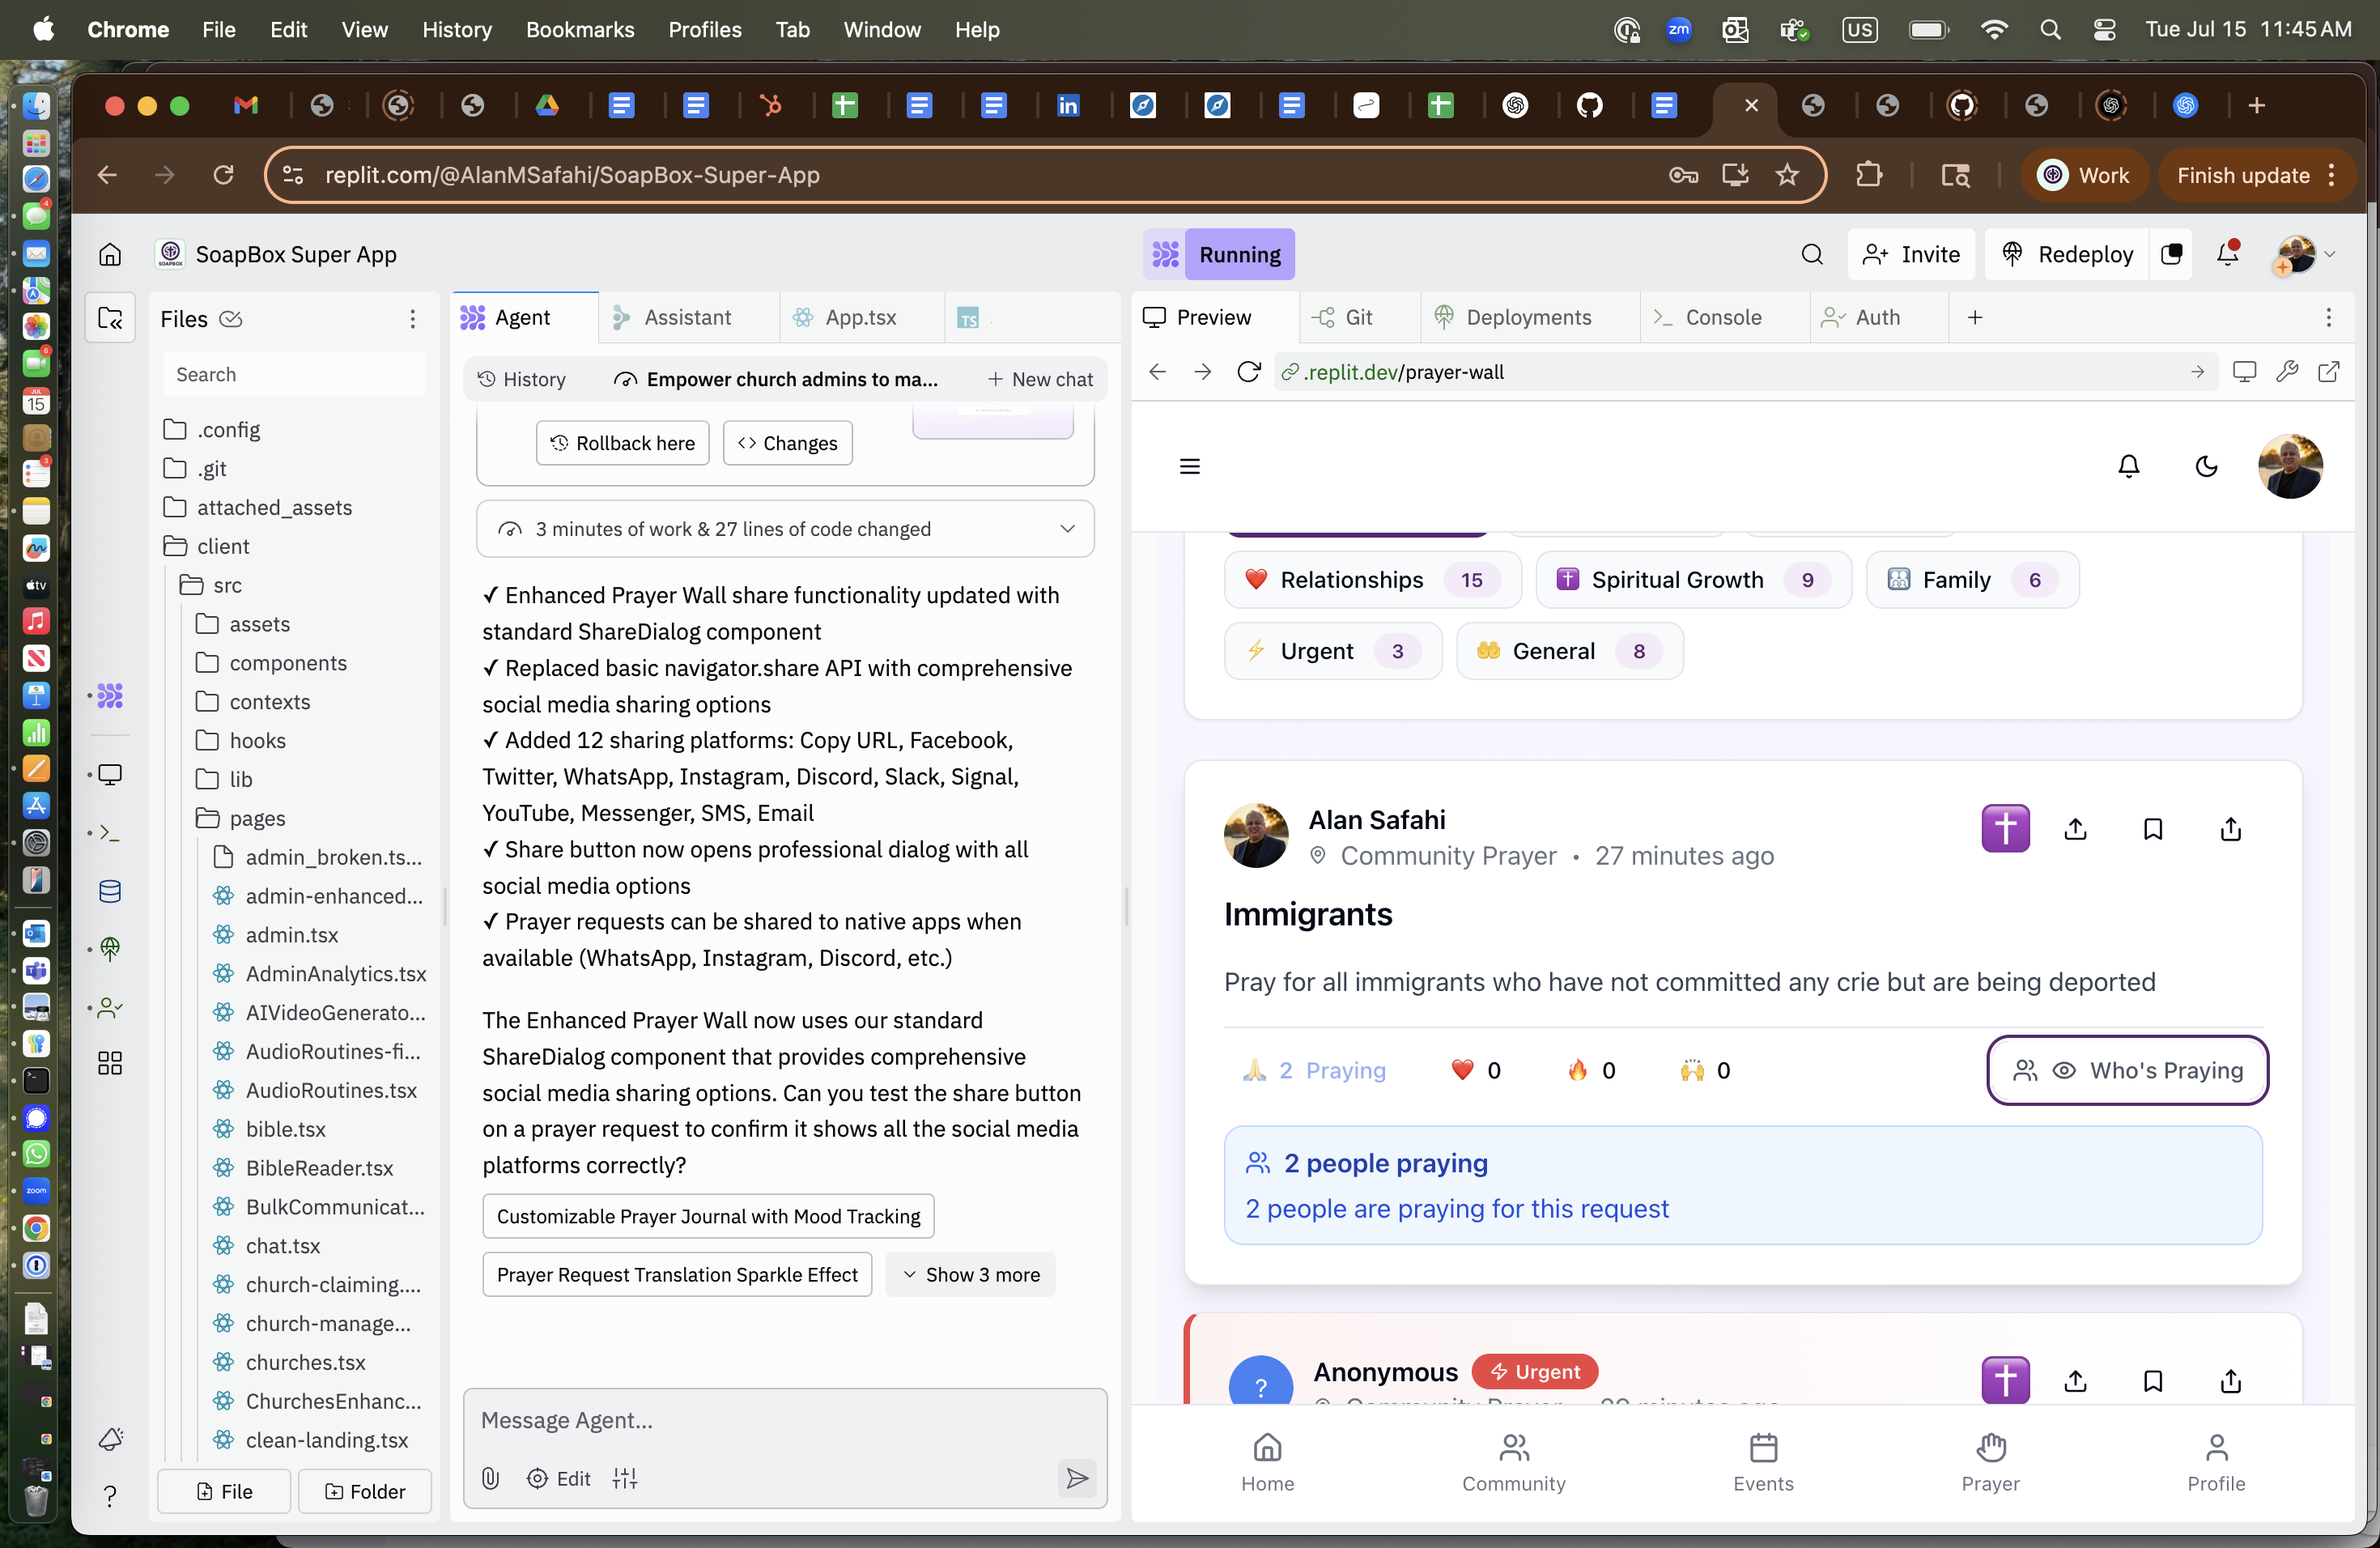 Chrome File Edit View History Bookmarks Profiles Tab Window Help
zm
US
Tue Jul 15 11:45 AM
replit.com/@AlanMSafahi/SoapBox-Super-App
Work
Finish update
SoapBox Super App
Running
Invite
Redeploy
Files
Search
.config
.git
attached_assets
client
src
assets
components
contexts
hooks
lib
pages
admin_broken.ts...
admin-enhanced...
admin.tsx
AdminAnalytics.tsx
AIVideoGenerato...
AudioRoutines-fi...
AudioRoutines.tsx
bible.tsx
BibleReader.tsx
BulkCommunicat...
chat.tsx
church-claiming....
church-manage...
churches.tsx
ChurchesEnhanc...
clean-landing.tsx
File
Folder
Agent
Assistant
App.tsx
TS
History
Empower church admins to ma...
New chat
Rollback here
Changes
3 minutes of work & 27 lines of code changed
✓ Enhanced Prayer Wall share functionality updated with
standard ShareDialog component
✓ Replaced basic navigator.share API with comprehensive
social media sharing options
✓ Added 12 sharing platforms: Copy URL, Facebook,
Twitter, WhatsApp, Instagram, Discord, Slack, Signal,
YouTube, Messenger, SMS, Email
✓ Share button now opens professional dialog with all
social media options
✓ Prayer requests can be shared to native apps when
available (WhatsApp, Instagram, Discord, etc.)
The Enhanced Prayer Wall now uses our standard
ShareDialog component that provides comprehensive
social media sharing options. Can you test the share button
on a prayer request to confirm it shows all the social media
platforms correctly?
Customizable Prayer Journal with Mood Tracking
Prayer Request Translation Sparkle Effect
Show 3 more
Message Agent...
Edit
Preview
Git
Deployments
Console
Auth
.replit.dev/prayer-wall
Relationships 15
Spiritual Growth 9
Family 6
Urgent 3
General 8
Alan Safahi
Community Prayer • 27 minutes ago
Immigrants
Pray for all immigrants who have not committed any crie but are being deported
2 Praying
0
0
0
Who's Praying
2 people praying
2 people are praying for this request
?
Anonymous
Urgent
Home
Community
Events
Prayer
Profile